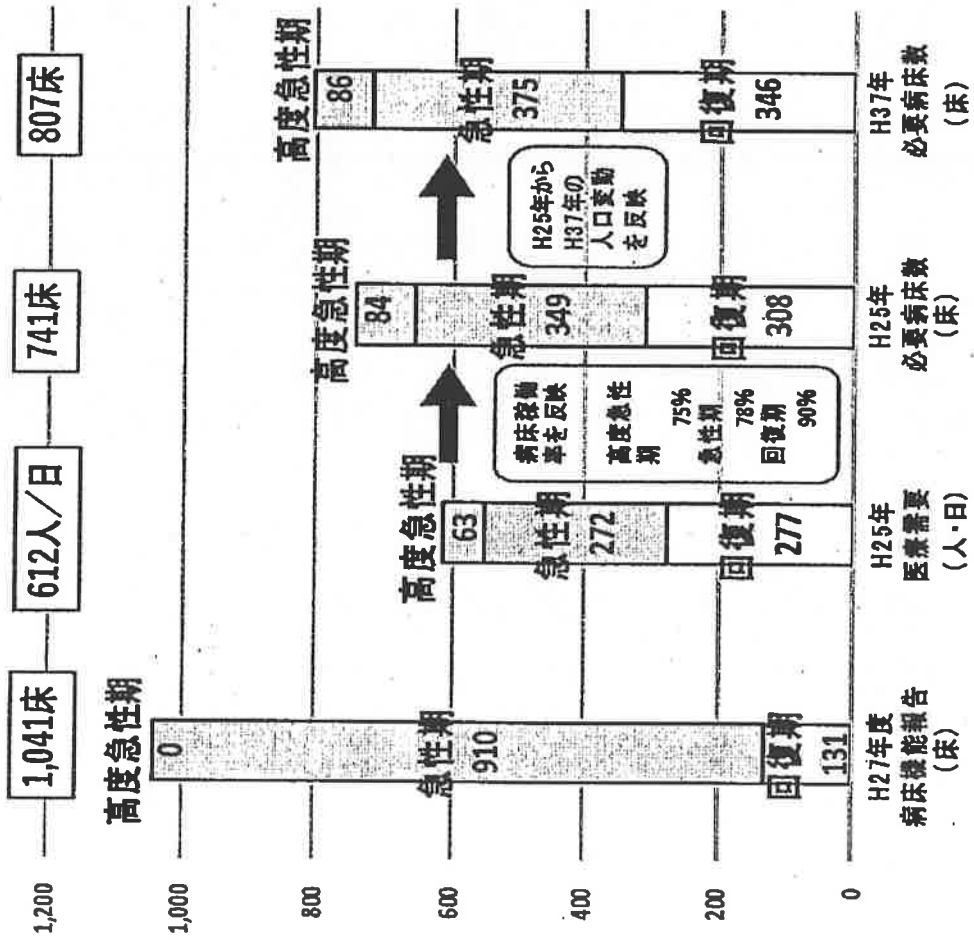 1,041床
612人/日
741床
807床
1,200
1,000
800
600
400
200
0
高度急性期
0
急性期
910
回復期
131
高度急性期
63
急性期
272
回復期
277
病床稼働
率を反映
高度急性
期
75%
急性期
78%
回復期
90%
高度急性期
84
急性期
349
回復期
308
H25年から
H37年の
人口変動
を反映
高度急性期
86
急性期
375
回復期
346
H27年度
病床機能報告
(床)
H25年
医療需要
(人・日)
H25年
必要病床数
(床)
H37年
必要病床数
(床)